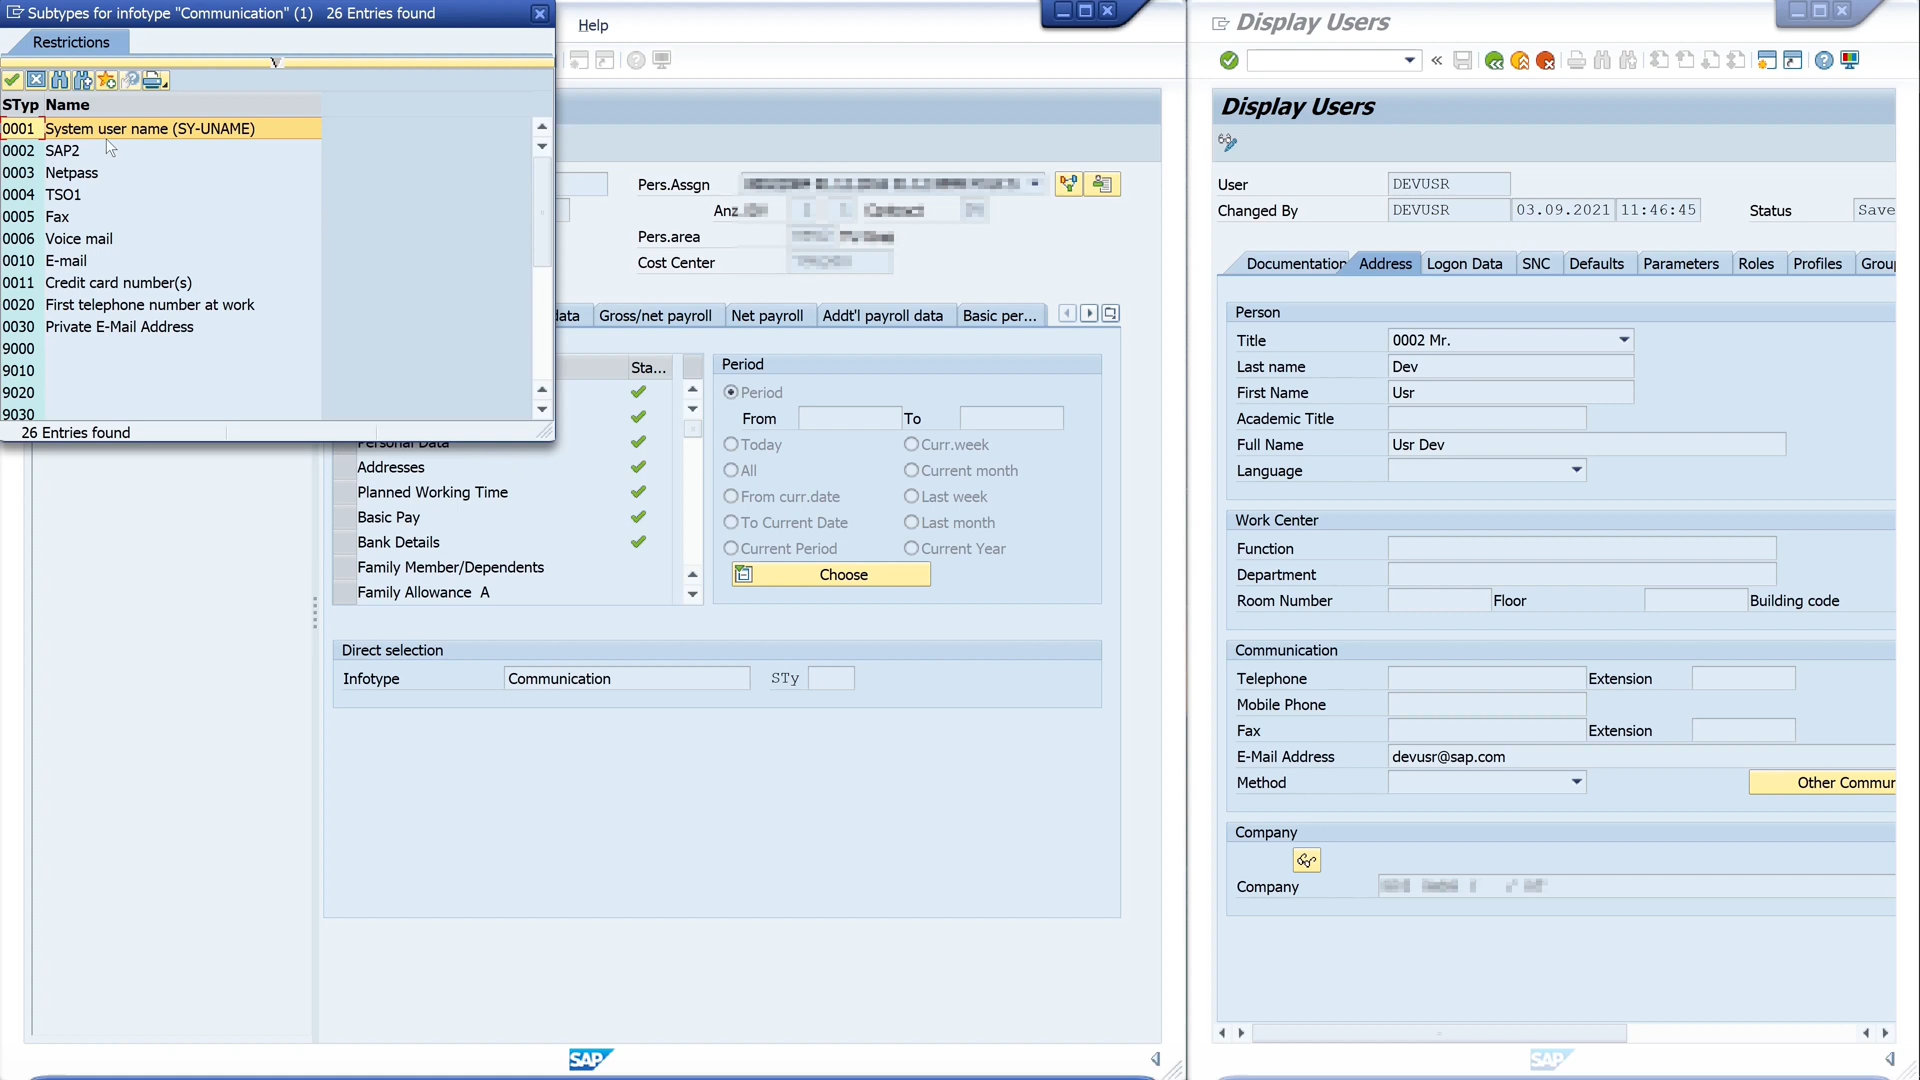 Subtypes for infotype "Communication" (1)   26 Entries found
Restrictions
STyp Name
0001 System user name (SY-UNAME)
0002 SAP2
0003 Netpass
0004 TSO1
0005 Fax
0006 Voice mail
0010 E-mail
0011 Credit card number(s)
0020 First telephone number at work
0030 Private E-Mail Address
9000
9010
9020
9030
26 Entries found
Help
Pers.Assgn
Anz.
Pers.area
Cost Center
Gross/net payroll Net payroll Addt'l payroll data Basic per...
Sta...
Personal Data
Addresses
Planned Working Time
Basic Pay
Bank Details
Family Member/Dependents
Family Allowance A
Period
Period
From To
Today Curr.week
All Current month
From curr.date Last week
To Current Date Last month
Current Period Current Year
Choose
Direct selection
Infotype Communication STy
SAP
Display Users
Display Users
User DEVUSR
Changed By DEVUSR 03.09.2021 11:46:45 Status Save
Documentation Address Logon Data SNC Defaults Parameters Roles Profiles
Person
Title 0002 Mr.
Last name Dev
First Name Usr
Academic Title
Full Name Usr Dev
Language
Work Center
Function
Department
Room Number Floor Building code
Communication
Telephone Extension
Mobile Phone
Fax Extension
E-Mail Address devusr@sap.com
Method Other Commun
Company
Company
SAP